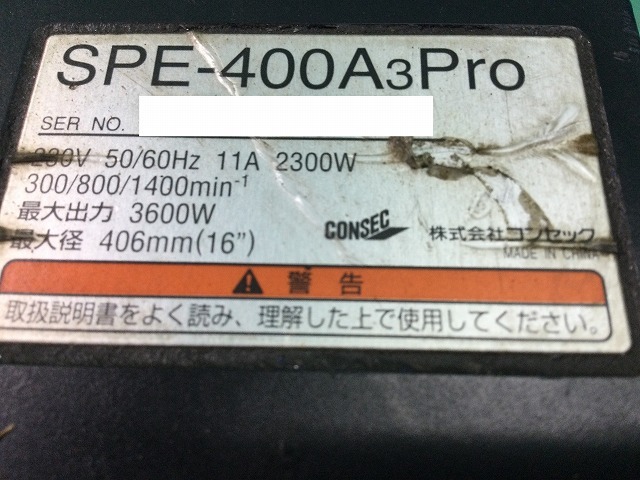 SPE-400A3Pro
SER NO.
230V 50/60Hz 11A 2300W
300/800/1400min⁻¹
最大出力 3600W
最大径 406mm(16”)
CONSEC 株式会社コンセック
MADE IN CHINA
警告
取扱説明書をよく読み、理解した上で使用してください。